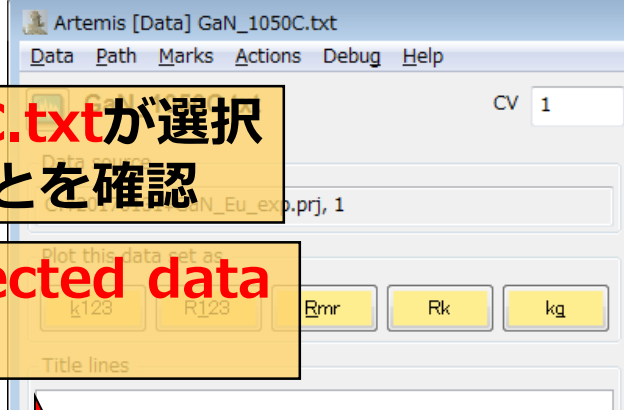 Artemis [Data] GaN_1050C.txt
Data Path Marks Actions Debug Help
GaN_1050C.txt CV 1
C.txtが選択
Data source
とを確認
GaN_Eu_exp.prj, 1
Plot this data set as
ected data
k123 R123 Rmr Rk kq
Title lines